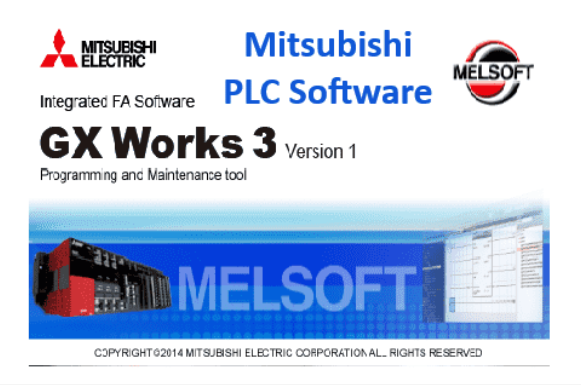 MITSUBISHI
ELECTRIC
Mitsubishi
PLC Software
MELSOFT
Integrated FA Software
GX Works 3 Version 1
Programming and Maintenance tool
MELSOFT
COPYRIGHT©2014 MITSUBISHI ELECTRIC CORPORATION ALL RIGHTS RESERVED